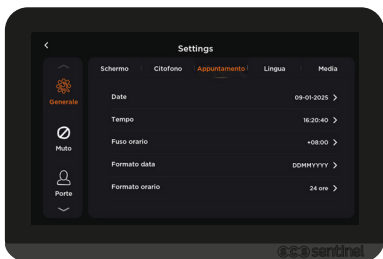 Settings
Schermo Citofono Appuntamento Lingua Media
Generale
Date 09-01-2025
Tempo 16:20:40
Muto
Fuso orario +08:00
Formato data DDMMYYYY
Porte
Formato orario 24 ore
eca sentinel